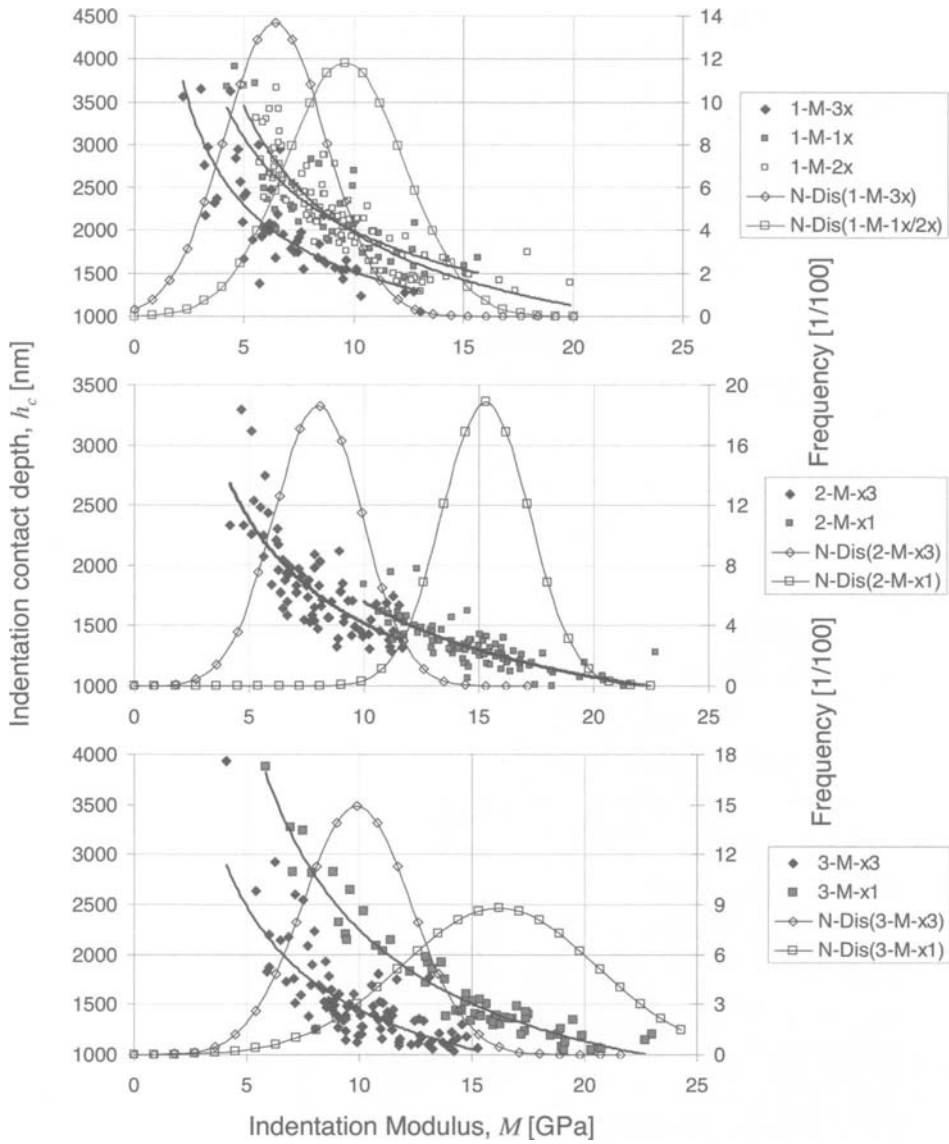 Indentation contact depth, hc [nm]
4500
4000
3500
3000
2500
2000
1500
1000
14
12
10
8
6
4
2
0
0 5 10 15 20 25
1-M-3x
1-M-1x
1-M-2x
N-Dis(1-M-3x)
N-Dis(1-M-1x/2x)
Frequency [1/100]
3500
3000
2500
2000
1500
1000
20
16
12
8
4
0
0 5 10 15 20 25
2-M-x3
2-M-x1
N-Dis(2-M-x3)
N-Dis(2-M-x1)
Frequency [1/100]
4000
3500
3000
2500
2000
1500
1000
18
15
12
9
6
3
0
0 5 10 15 20 25
3-M-x3
3-M-x1
N-Dis(3-M-x3)
N-Dis(3-M-x1)
Indentation Modulus, M [GPa]